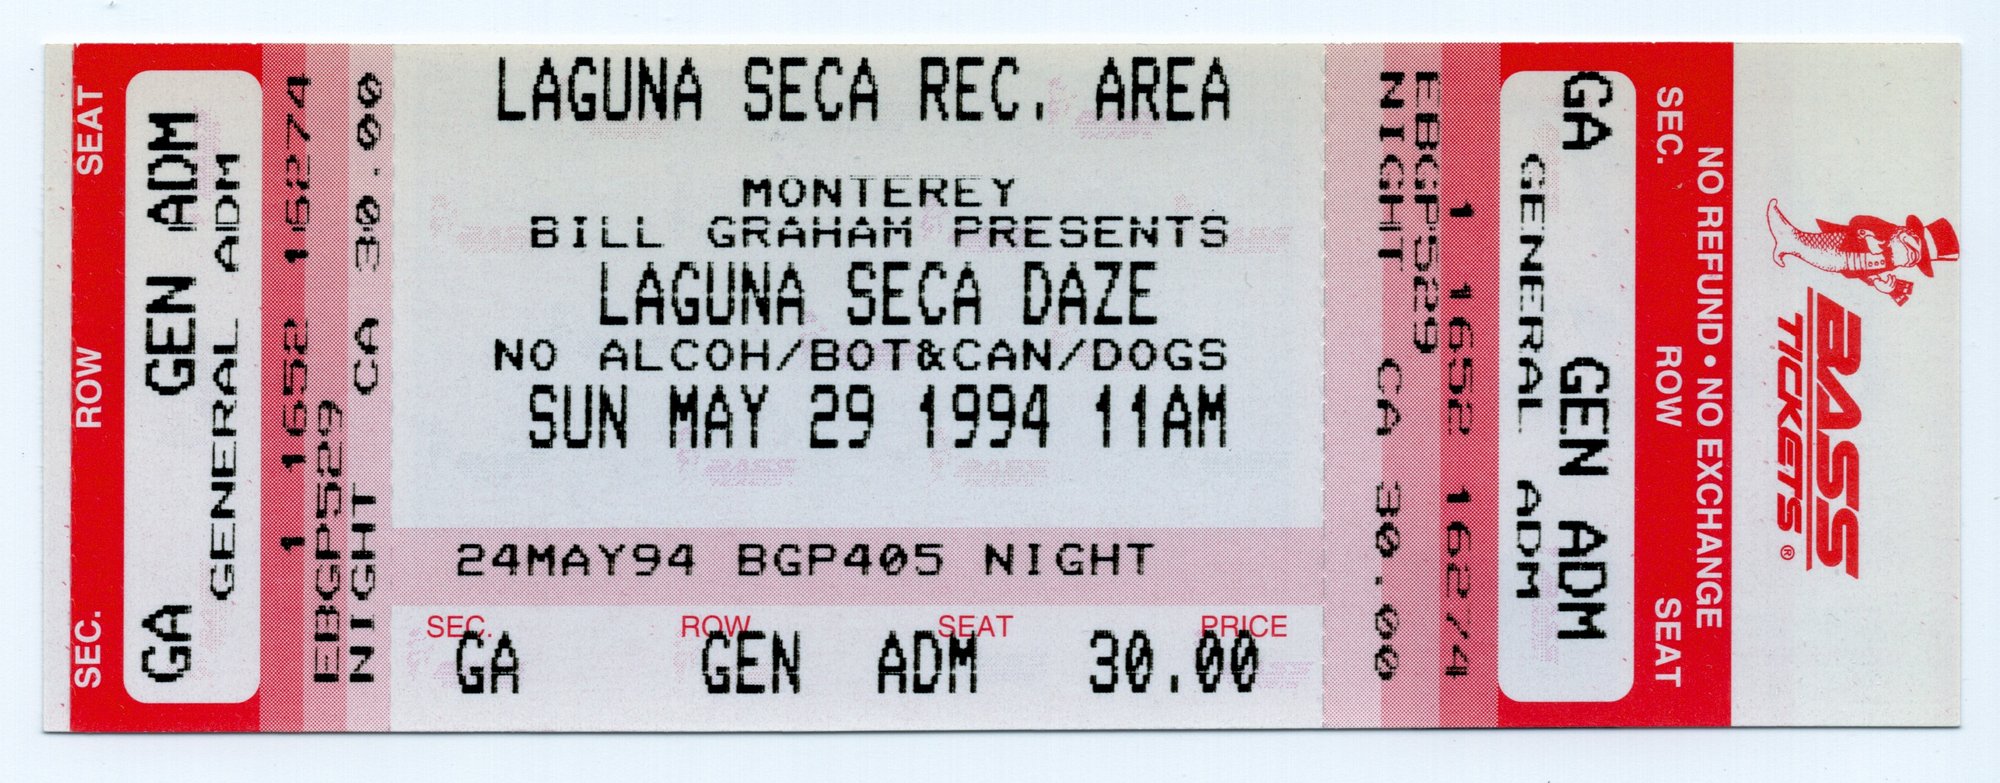 SEC. ROW SEAT
GA GEN ADM
GENERAL ADM
1 1652 16274
EBGP529
NIGHT CA 30.00
LAGUNA SECA REC. AREA
MONTEREY
BILL GRAHAM PRESENTS
LAGUNA SECA DAZE
NO ALCOH/BOT&CAN/DOGS
SUN MAY 29 1994 11AM
24MAY94 BGP405 NIGHT
SEC. ROW SEAT PRICE
GA GEN ADM 30.00
NIGHT CA 30.00
EBGP529
1 1652 16274
GENERAL ADM
GA GEN ADM
SEC. ROW SEAT
NO REFUND • NO EXCHANGE
BASS
TICKETS®